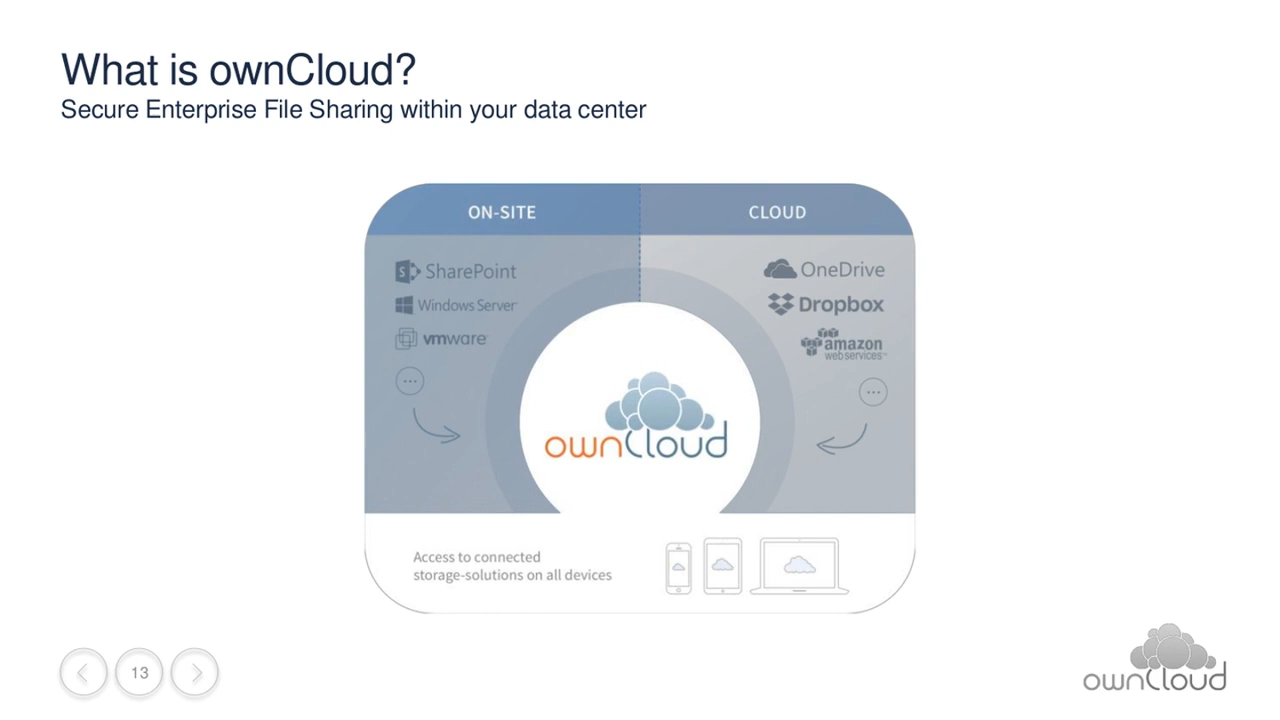 What is ownCloud?
Secure Enterprise File Sharing within your data center
ON-SITE
CLOUD
SharePoint
Windows Server
vmware
OneDrive
Dropbox
amazon
webservices™
ownCloud
Access to connected
storage-solutions on all devices
13
ownCloud